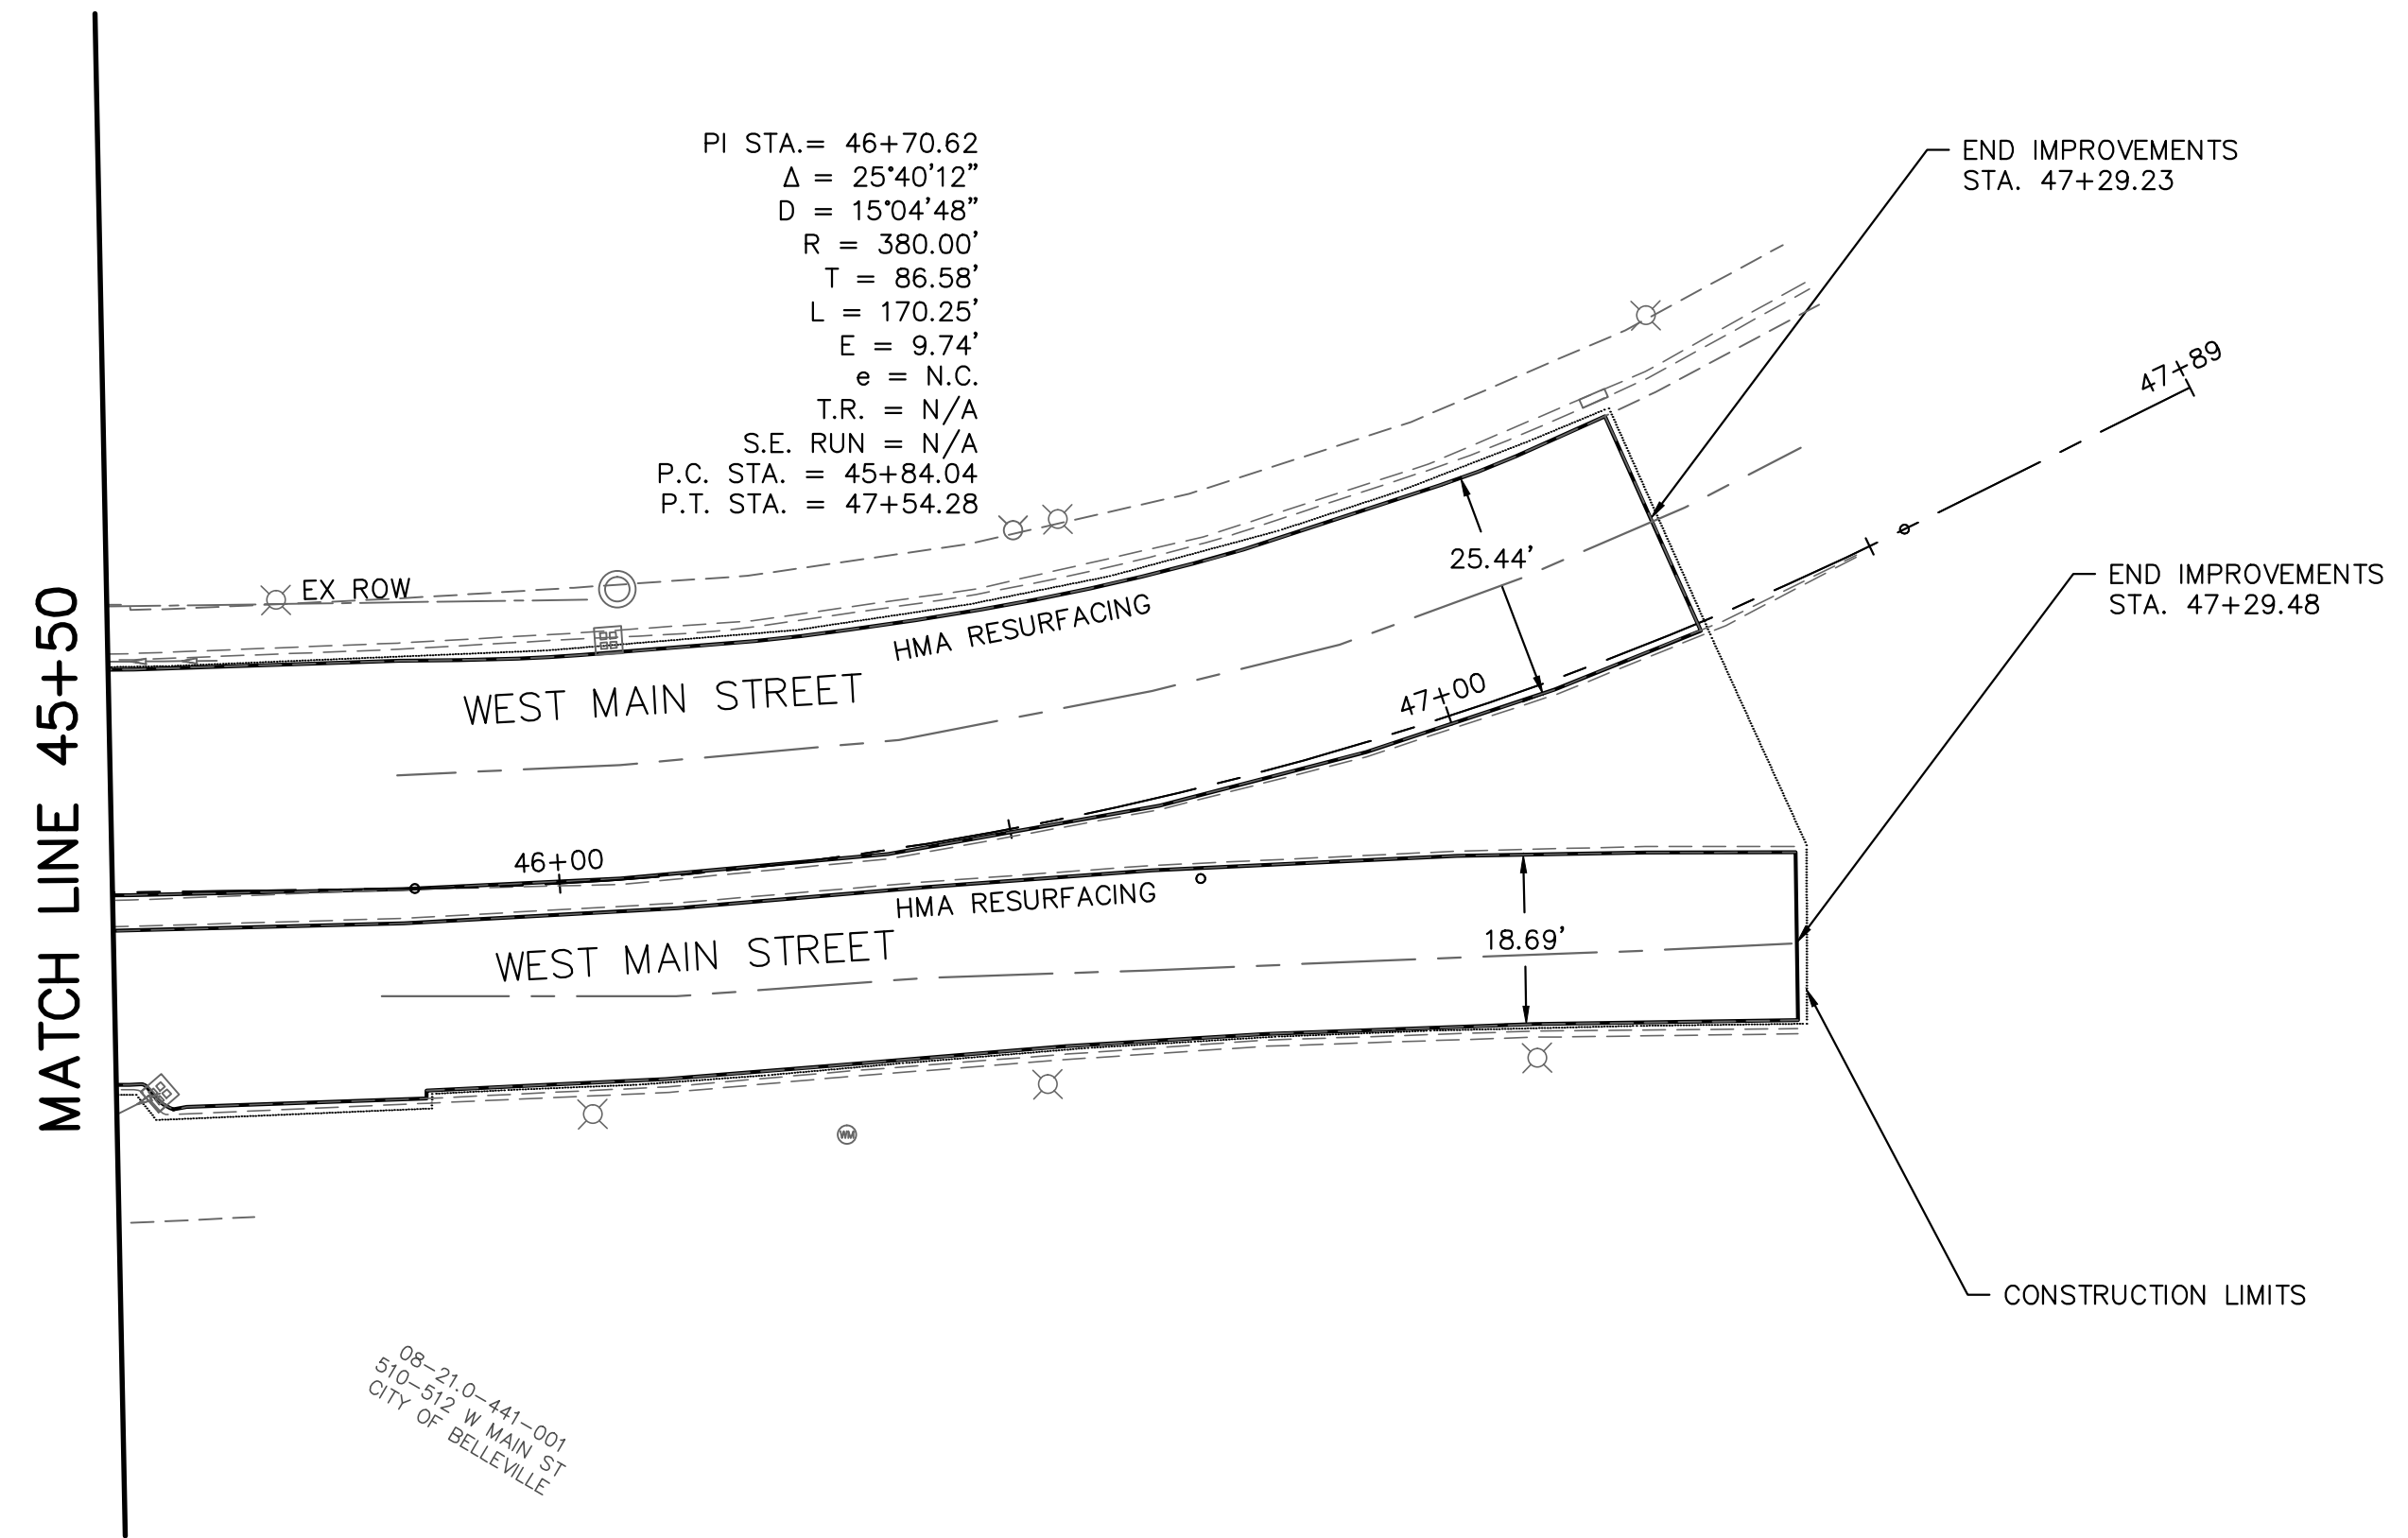 MATCH LINE 45+50
PI STA.= 46+70.62
Δ = 25°40'12"
D = 15°04'48"
R = 380.00'
T = 86.58'
L = 170.25'
E = 9.74'
e = N.C.
T.R. = N/A
S.E. RUN = N/A
P.C. STA. = 45+84.04
P.T. STA. = 47+54.28
END IMPROVEMENTS
STA. 47+29.23
47+89
EX ROW
25.44'
HMA RESURFACING
END IMPROVEMENTS
STA. 47+29.48
WEST MAIN STREET
47+00
46+00
HMA RESURFACING
18.69'
WEST MAIN STREET
WM
CONSTRUCTION LIMITS
08-21.0-441-001
510-512 W MAIN ST
CITY OF BELLEVILLE